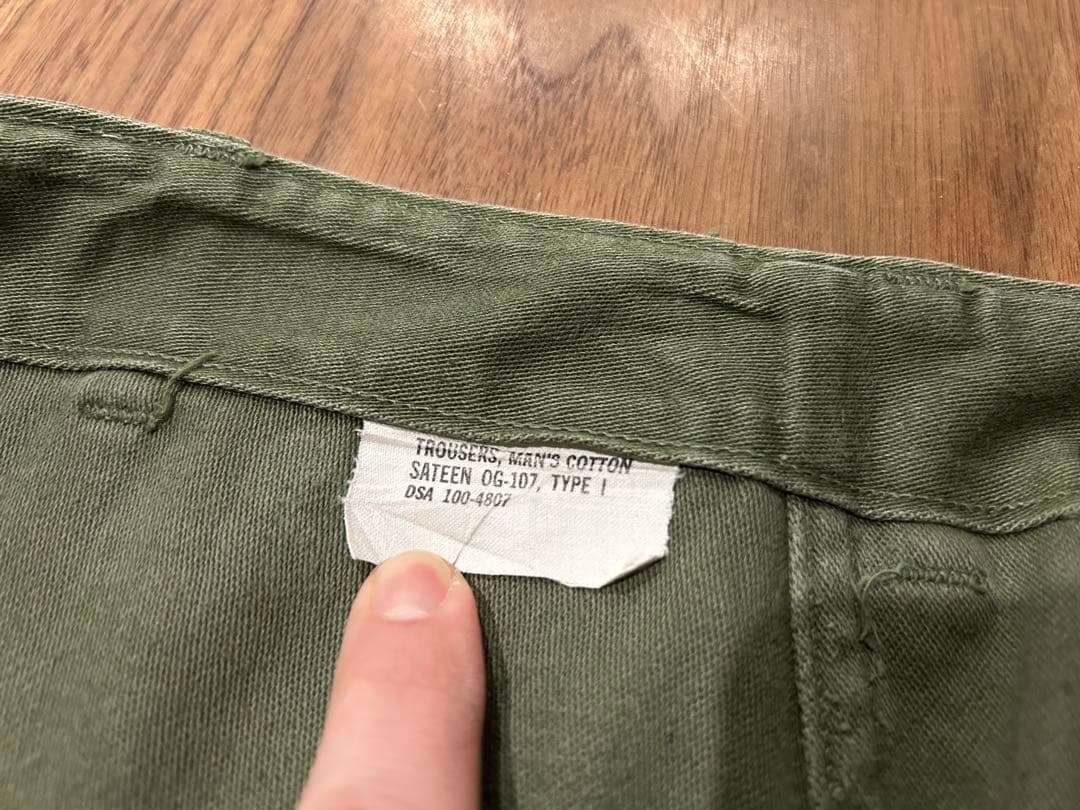 TROUSERS, MAN'S COTTON
SATEEN OG-107, TYPE I
DSA 100-4807